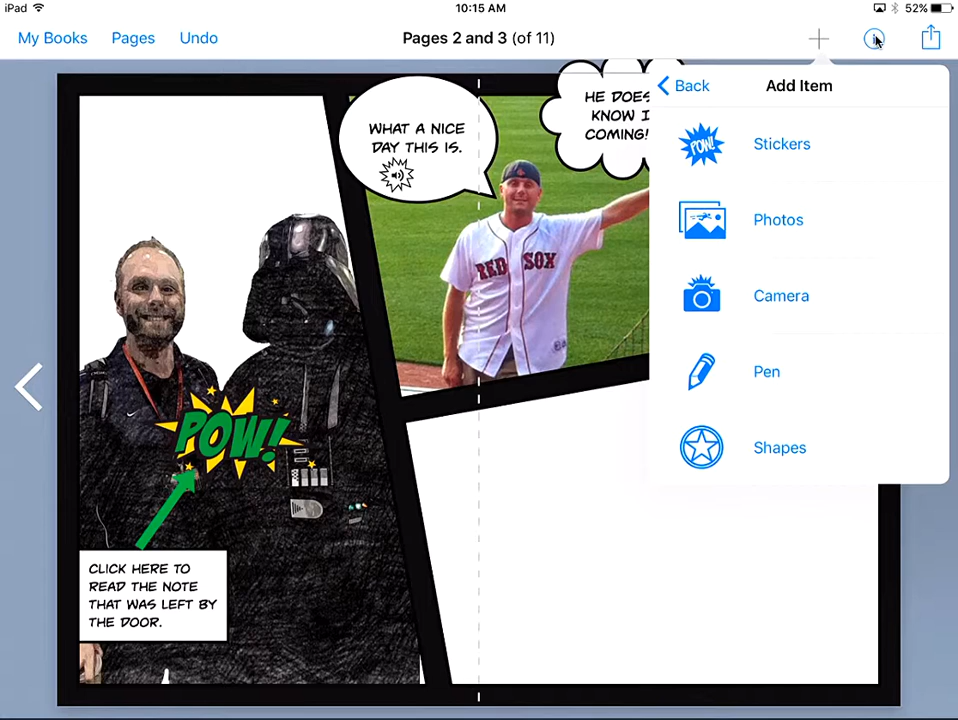 iPad 10:15 AM 52%
My Books Pages Undo Pages 2 and 3 (of 11)
Back Add Item
Stickers
Photos
Camera
Pen
Shapes
WHAT A NICE
DAY THIS IS.
HE DOES
KNOW I
COMING!
RED SOX
POW!
POW!
CLICK HERE TO
READ THE NOTE
THAT WAS LEFT BY
THE DOOR.